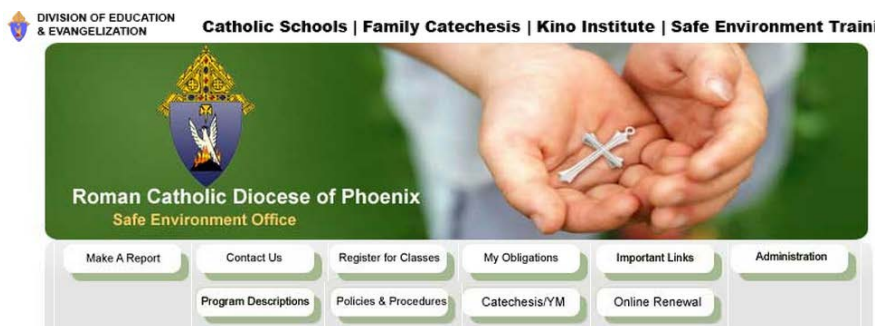 DIVISION OF EDUCATION
& EVANGELIZATION
Catholic Schools | Family Catechesis | Kino Institute | Safe Environment Traini
Roman Catholic Diocese of Phoenix
Safe Environment Office
Make A Report Contact Us Register for Classes My Obligations Important Links Administration
Program Descriptions Policies & Procedures Catechesis/YM Online Renewal